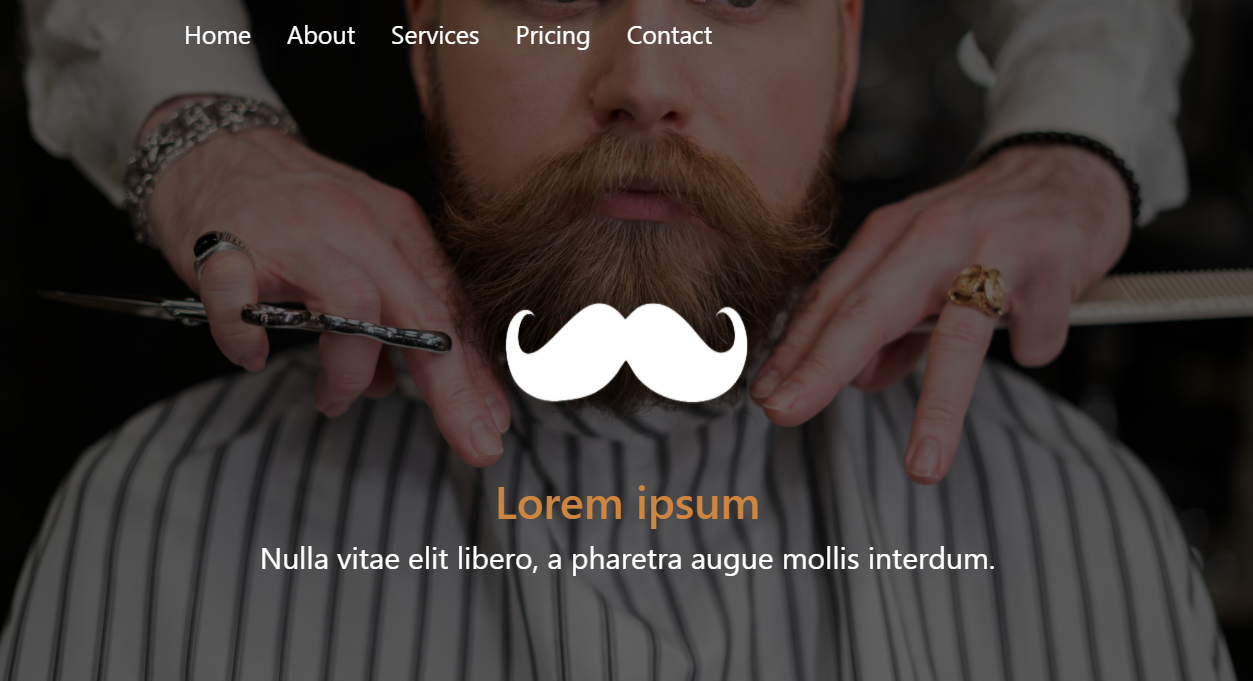 Home About Services Pricing Contact
Lorem ipsum
Nulla vitae elit libero, a pharetra augue mollis interdum.